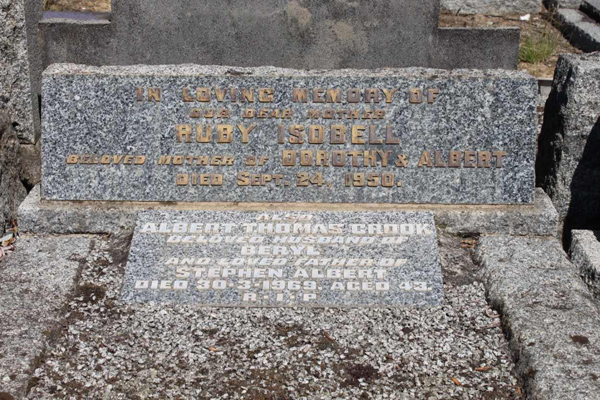 IN LOVING MEMORY OF
OUR DEAR MOTHER
RUBY ISOBELL
BELOVED MOTHER OF DOROTHY & ALBERT
DIED SEPT. 24, 1950.
ALSO
ALBERT THOMAS CROOK
BELOVED HUSBAND OF
BERYL
AND LOVED FATHER OF
STEPHEN ALBERT
DIED 30·3·1969. AGED 43.
R·I·P